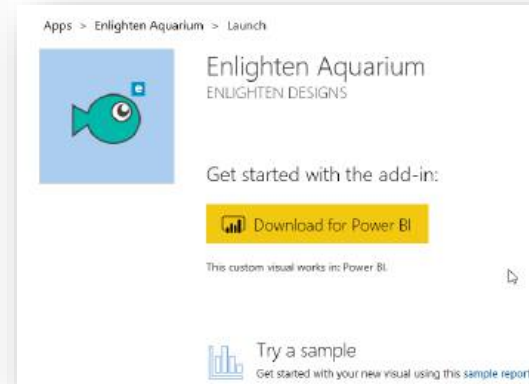 Apps > Enlighten Aquarium > Launch
e
Enlighten Aquarium
ENLIGHTEN DESIGNS
Get started with the add-in:
Download for Power BI
This custom visual works in: Power BI.
Try a sample
Get started with your new visual using this sample report